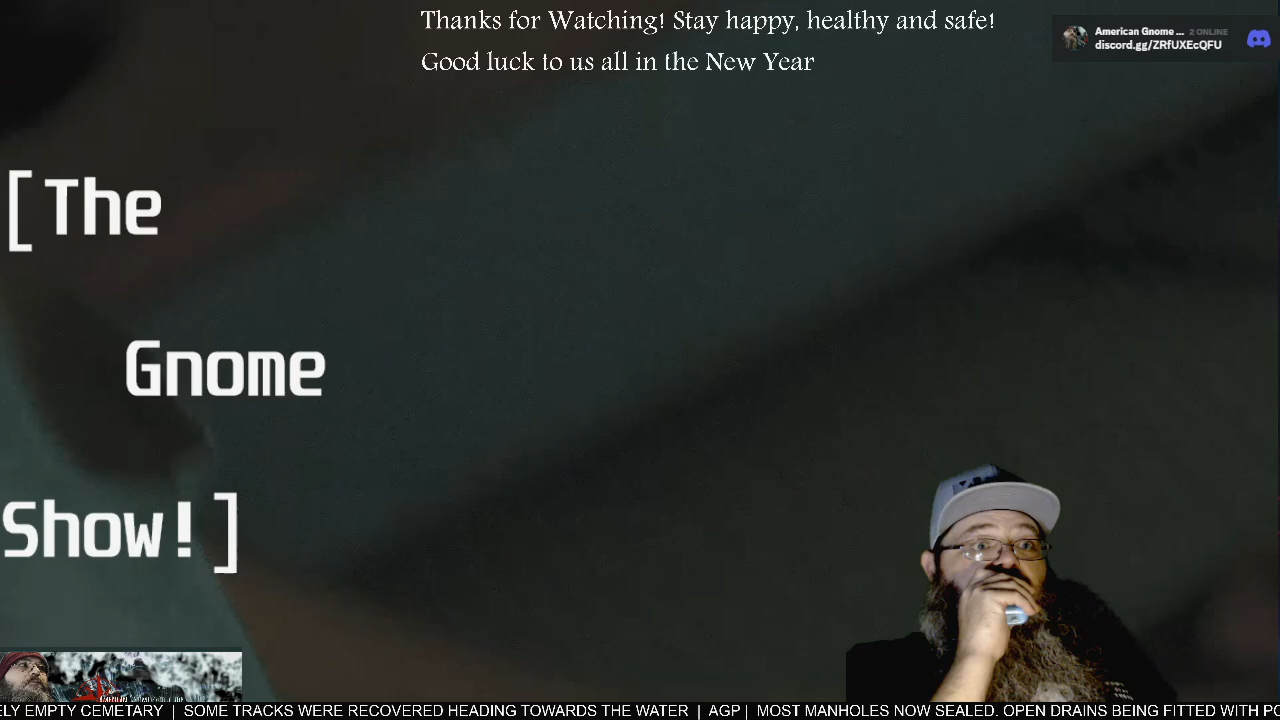 Thanks for Watching! Stay happy, healthy and safe!
Good luck to us all in the New Year
American Gnome ... 2 ONLINE
discord.gg/ZRfUXEcQFU
[The
Gnome
Show!]
ELY EMPTY CEMETARY | SOME TRACKS WERE RECOVERED HEADING TOWARDS THE WATER | AGP | MOST MANHOLES NOW SEALED. OPEN DRAINS BEING FITTED WITH PO